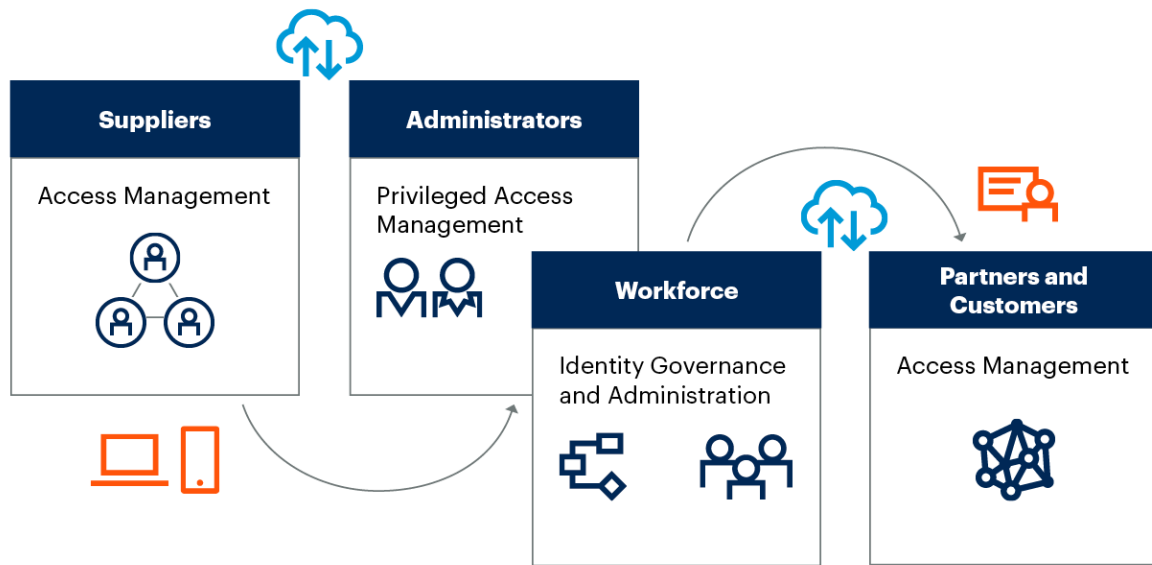 Suppliers
Access Management
Administrators
Privileged Access
Management
Workforce
Identity Governance
and Administration
Partners and
Customers
Access Management